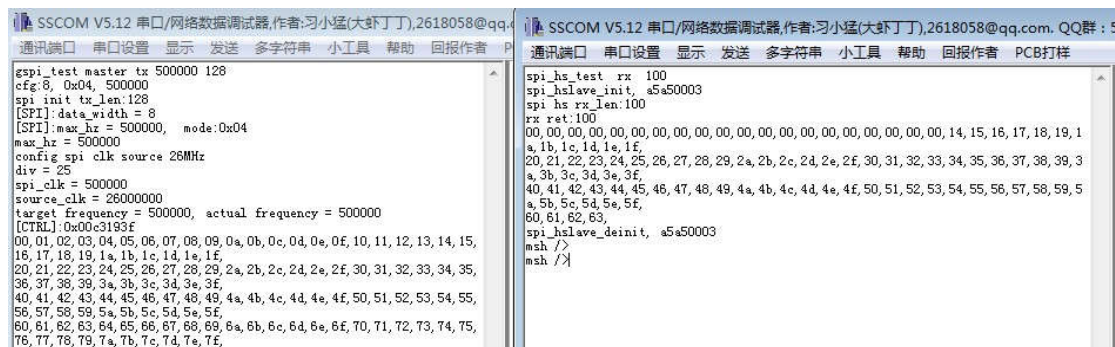 SSCOM V5.12 串口/网络数据调试器,作者:习小猛(大虾丁丁),2618058@qq.c
通讯端口 串口设置 显示 发送 多字符串 小工具 帮助 回报作者 P
gspi_test master tx 500000 128
cfg:8, 0x04, 500000
spi init tx_len:128
[SPI]:data_width = 8
[SPI]:max_hz = 500000, mode:0x04
max_hz = 500000
config spi clk source 26MHz
div = 25
spi_clk = 500000
source_clk = 26000000
target frequency = 500000, actual frequency = 500000
[CTRL]:0x00c3193f
00,01,02,03,04,05,06,07,08,09,0a,0b,0c,0d,0e,0f,10,11,12,13,14,15,
16,17,18,19,1a,1b,1c,1d,1e,1f,
20,21,22,23,24,25,26,27,28,29,2a,2b,2c,2d,2e,2f,30,31,32,33,34,35,
36,37,38,39,3a,3b,3c,3d,3e,3f,
40,41,42,43,44,45,46,47,48,49,4a,4b,4c,4d,4e,4f,50,51,52,53,54,55,
56,57,58,59,5a,5b,5c,5d,5e,5f,
60,61,62,63,64,65,66,67,68,69,6a,6b,6c,6d,6e,6f,70,71,72,73,74,75,
76,77,78,79,7a,7b,7c,7d,7e,7f,
SSCOM V5.12 串口/网络数据调试器,作者:习小猛(大虾丁丁),2618058@qq.com. QQ群：5
通讯端口 串口设置 显示 发送 多字符串 小工具 帮助 回报作者 PCB打样
spi_hs_test rx 100
spi_hslave_init, a5a50003
spi hs rx_len:100
rx ret:100
00,00,00,00,00,00,00,00,00,00,00,00,00,00,00,00,00,00,00,00,14,15,16,17,18,19,1
a,1b,1c,1d,1e,1f,
20,21,22,23,24,25,26,27,28,29,2a,2b,2c,2d,2e,2f,30,31,32,33,34,35,36,37,38,39,3
a,3b,3c,3d,3e,3f,
40,41,42,43,44,45,46,47,48,49,4a,4b,4c,4d,4e,4f,50,51,52,53,54,55,56,57,58,59,5
a,5b,5c,5d,5e,5f,
60,61,62,63,
spi_hslave_deinit, a5a50003
msh />
msh />